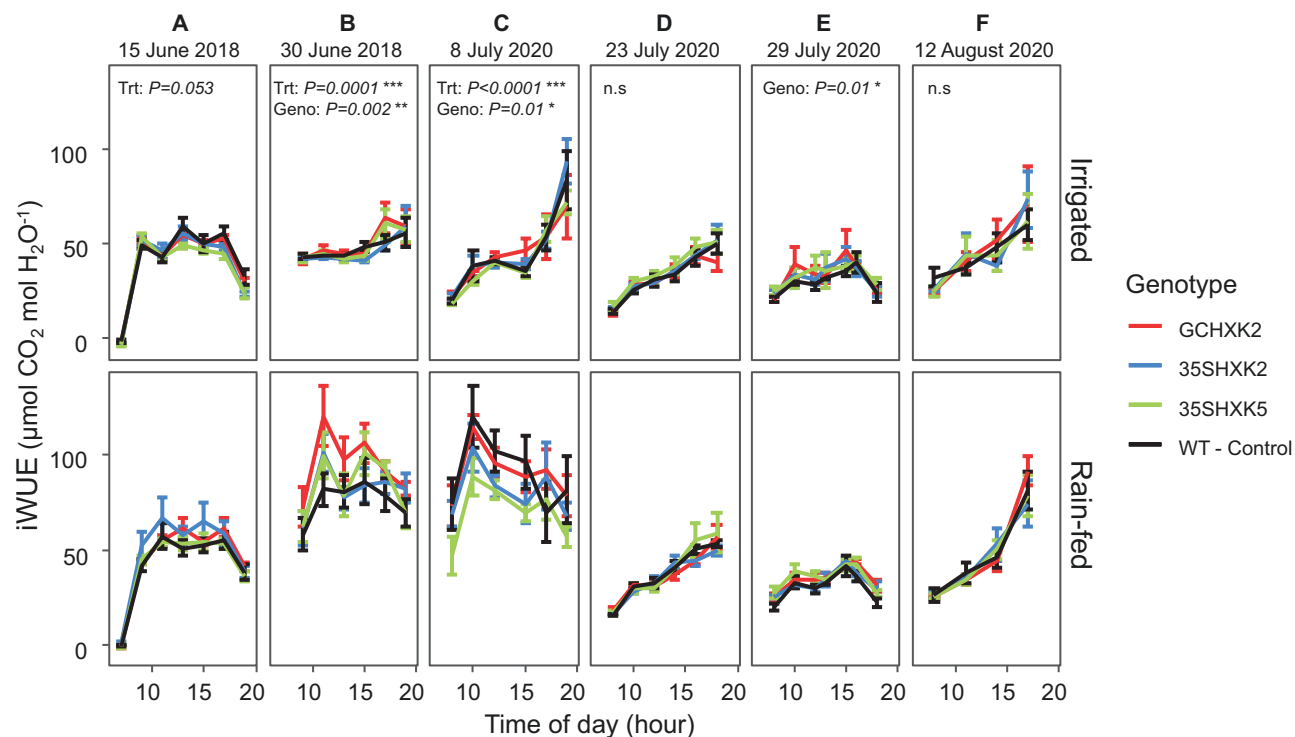 A B C D E F
15 June 2018 30 June 2018 8 July 2020 23 July 2020 29 July 2020 12 August 2020
Trt: P=0.053
Trt: P=0.0001 ***
Geno: P=0.002 **
Trt: P<0.0001 ***
Geno: P=0.01 *
n.s
Geno: P=0.01 *
n.s
100
50
0
Irrigated
iWUE (µmol CO₂ mol H₂O⁻¹)
100
50
0
Rain-fed
10 15 20 10 15 20 10 15 20 10 15 20 10 15 20 10 15 20
Time of day (hour)
Genotype
GCHXK2
35SHXK2
35SHXK5
WT - Control